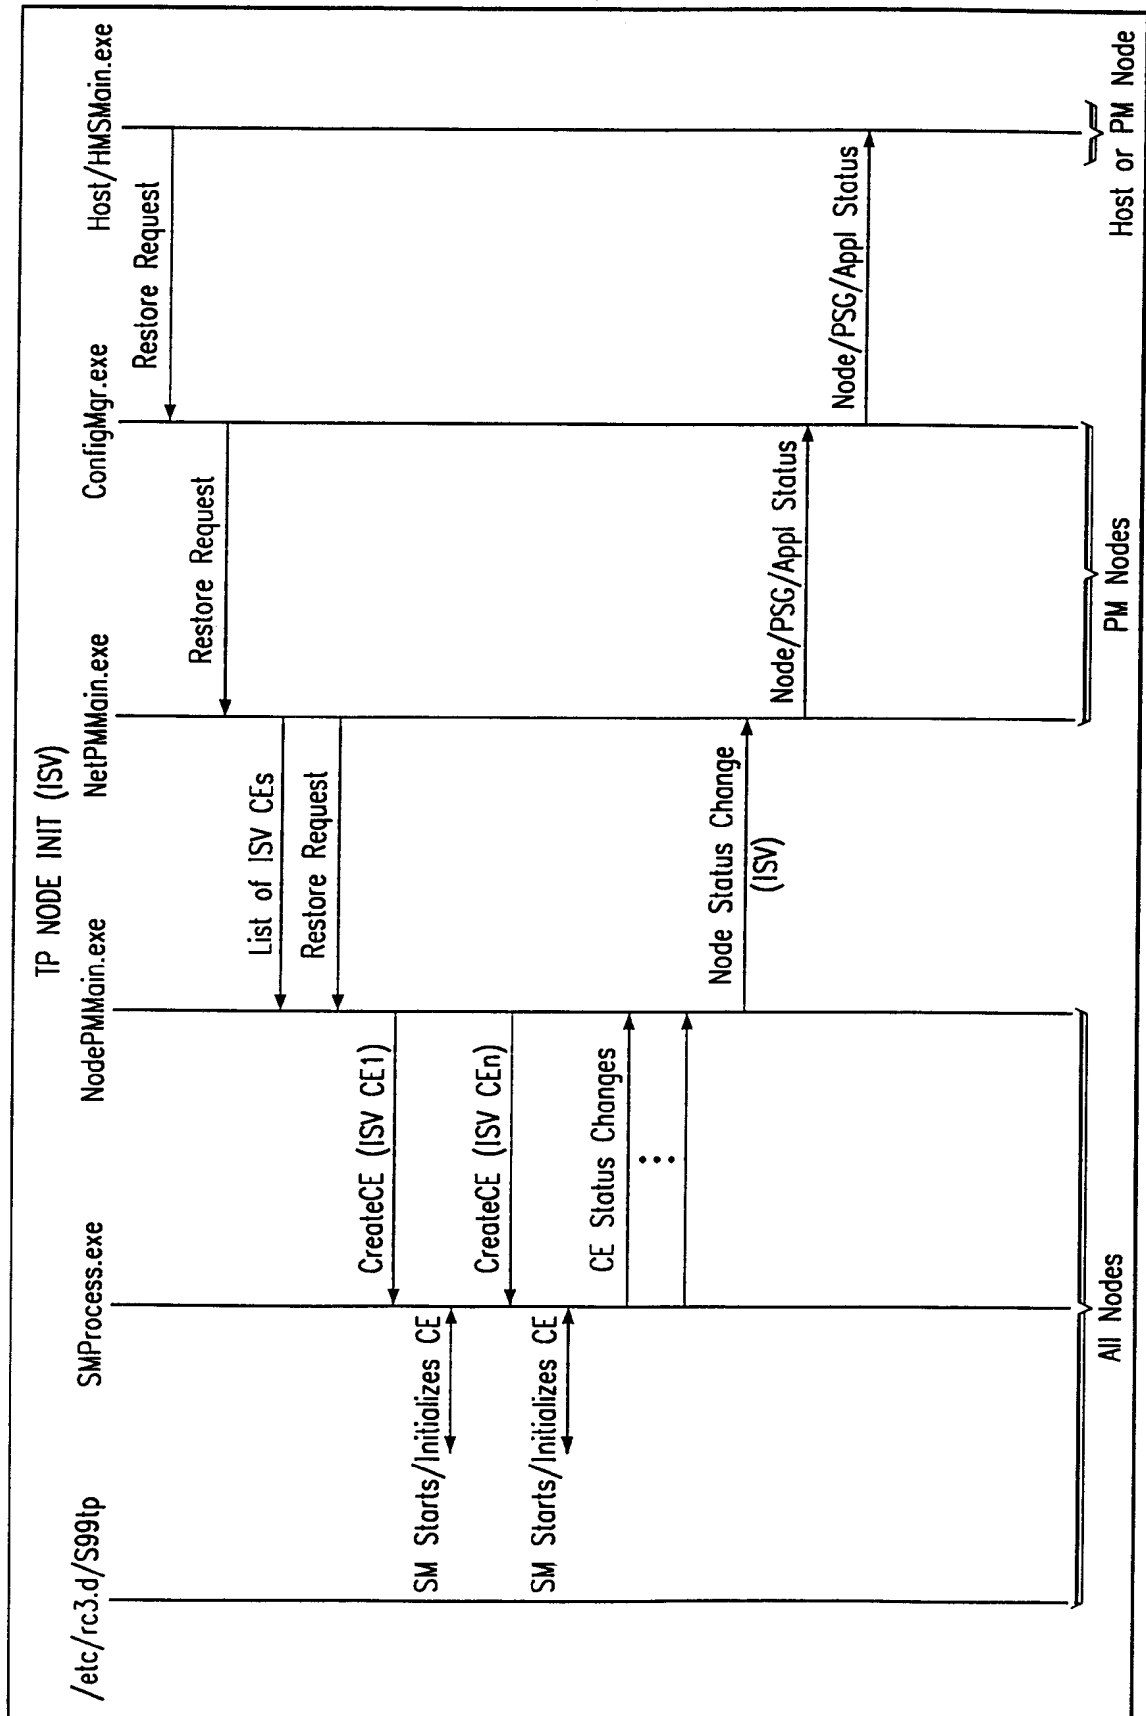 TP NODE INIT (ISV)
/etc/rc3.d/S99tp
SMProcess.exe
NodePMMain.exe
NetPMMain.exe
ConfigMgr.exe
Host/HMSMain.exe
Restore Request
Restore Request
List of ISV CEs
Restore Request
CreateCE (ISV CE1)
SM Starts/Initializes CE
CreateCE (ISV CEn)
SM Starts/Initializes CE
CE Status Changes
Node Status Change
(ISV)
Node/PSG/Appl Status
Node/PSG/Appl Status
All Nodes
PM Nodes
Host or PM Node